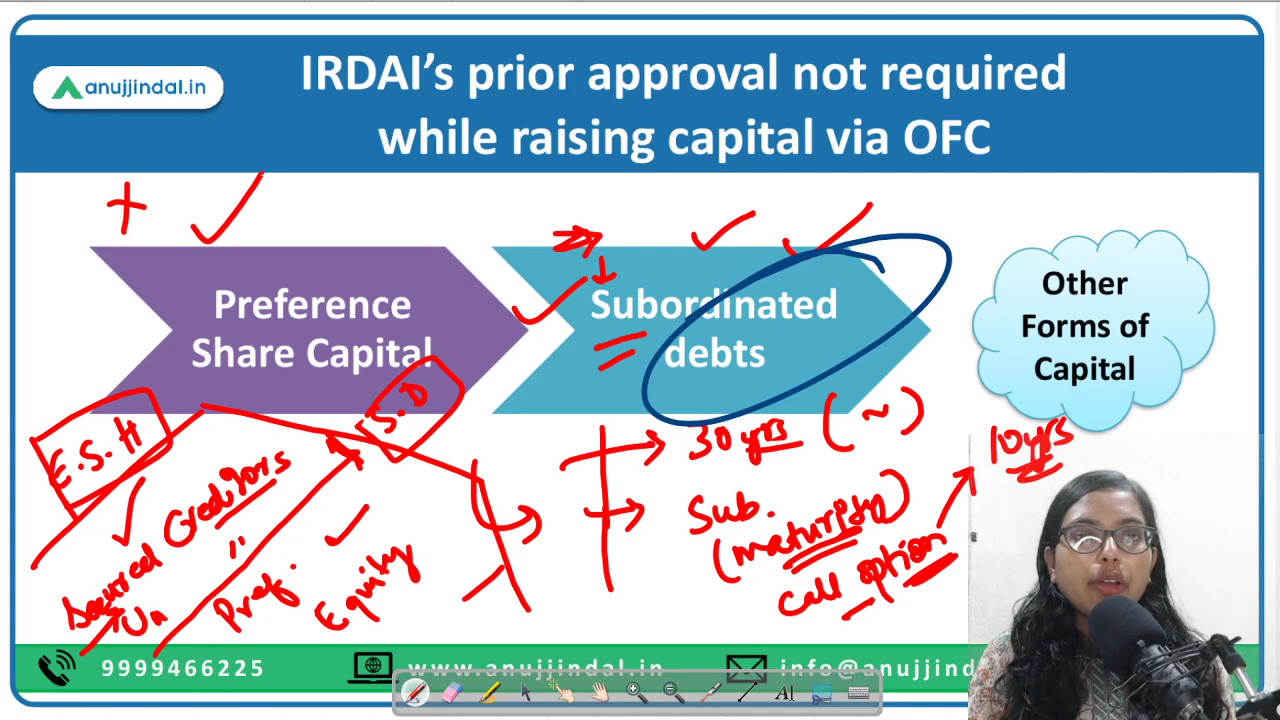 IRDAI's prior approval not required
while raising capital via OFC
anujjindal.in
Preference
Share Capital
Subordinated
debts
Other
Forms of
Capital
E.S.H
S.D
Creditors
Secured
Un
"
Pref.
Equity
30 yrs (~)
Sub.
(maturity)
call option
10 yrs
9999466225
www.anujjindal.in
info@anujjind
A